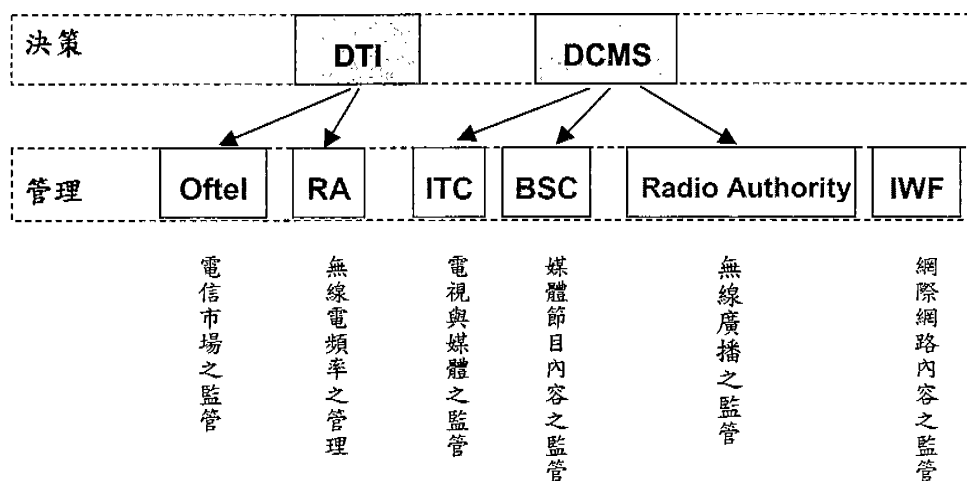 決策
DTI
DCMS
管理
Oftel
RA
ITC
BSC
Radio Authority
IWF
電信市場之監管
無線電頻率之管理
電視與媒體之監管
媒體節目內容之監管
無線廣播之監管
網際網路內容之監管